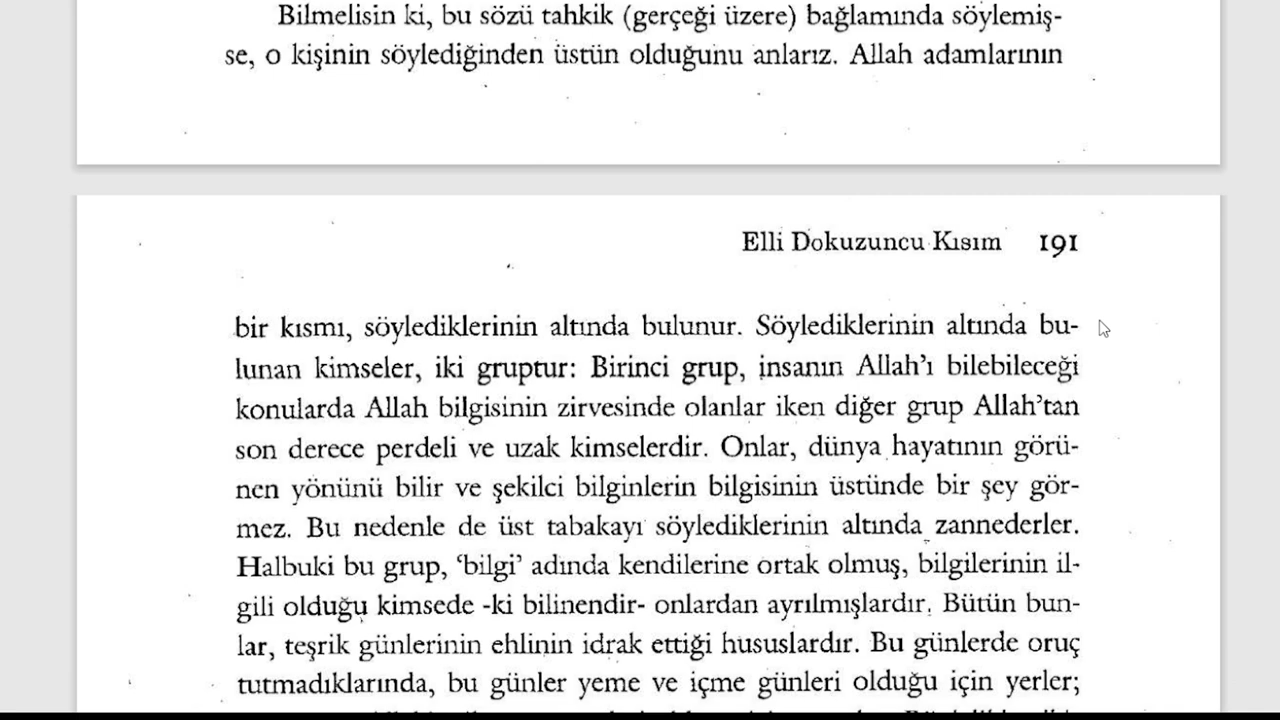 Bilmelisin ki, bu sözü tahkik (gerçeği üzere) bağlamında söylemiş-
se, o kişinin söylediğinden üstün olduğunu anlarız. Allah adamlarının
Elli Dokuzuncu Kısım 191
bir kısmı, söylediklerinin altında bulunur. Söylediklerinin altında bu-
lunan kimseler, iki gruptur: Birinci grup, insanın Allah’ı bilebileceği
konularda Allah bilgisinin zirvesinde olanlar iken diğer grup Allah’tan
son derece perdeli ve uzak kimselerdir. Onlar, dünya hayatının görü-
nen yönünü bilir ve şekilci bilginlerin bilgisinin üstünde bir şey gör-
mez. Bu nedenle de üst tabakayı söylediklerinin altında zannederler.
Halbuki bu grup, ‘bilgi’ adında kendilerine ortak olmuş, bilgilerinin il-
gili olduğu kimsede -ki bilinendir- onlardan ayrılmışlardır. Bütün bun-
lar, teşrik günlerinin ehlinin idrak ettiği hususlardır. Bu günlerde oruç
tutmadıklarında, bu günler yeme ve içme günleri olduğu için yerler;